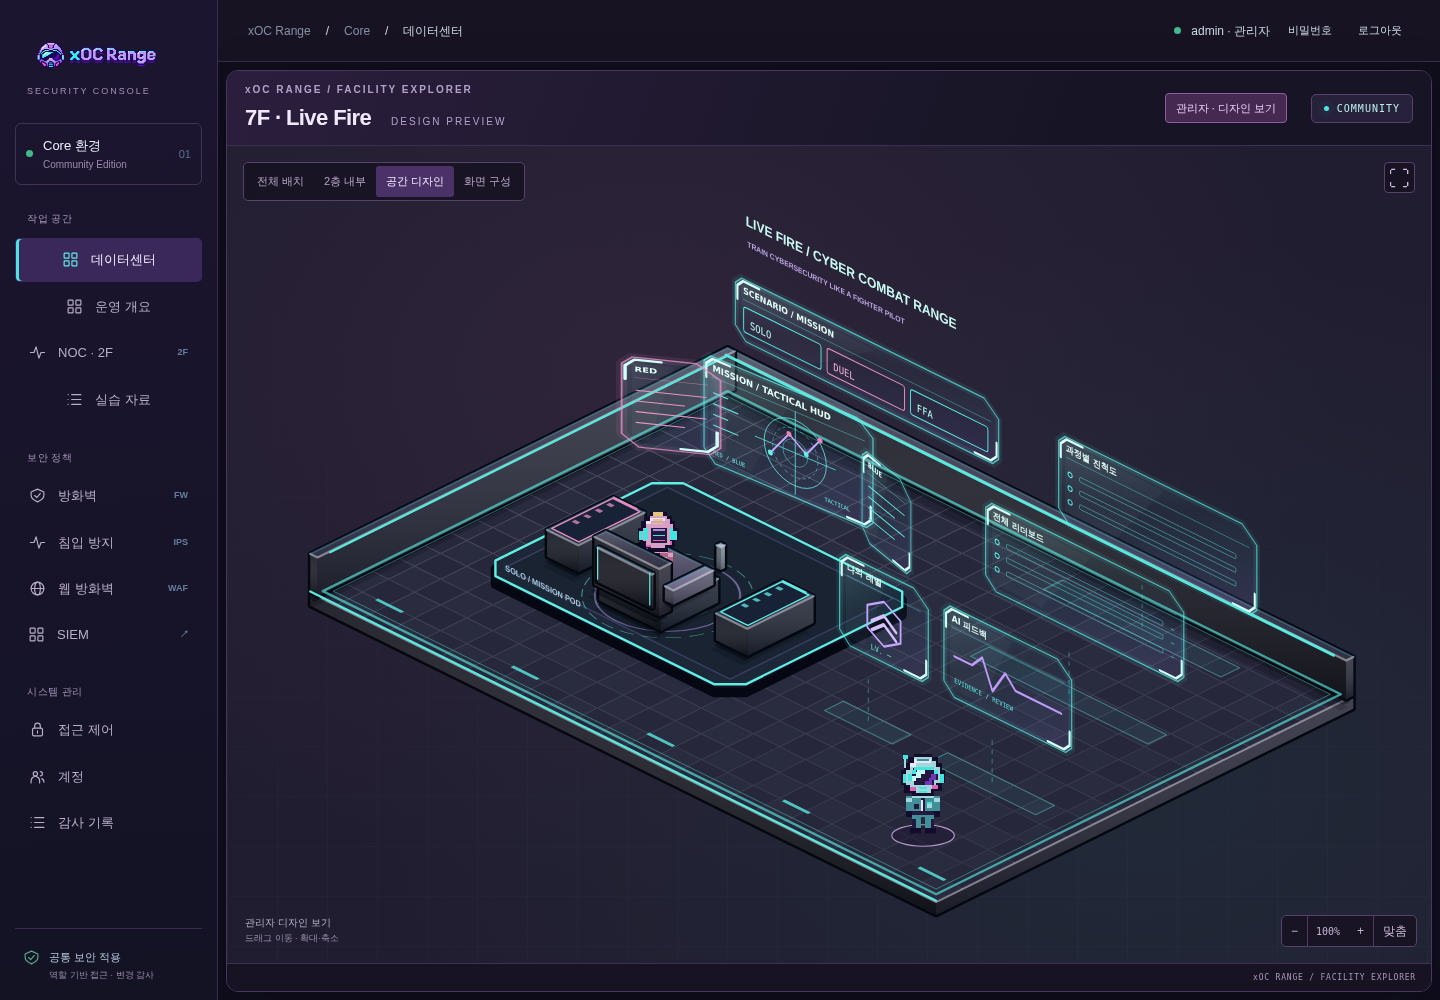 xOC Range
SECURITY CONSOLE
Core 환경
Community Edition
01
작업 공간
데이터센터
운영 개요
NOC · 2F
2F
실습 자료
보안 정책
방화벽
FW
침입 방지
IPS
웹 방화벽
WAF
SIEM
↗
시스템 관리
접근 제어
계정
감사 기록
공통 보안 적용
역할 기반 접근 · 변경 감사
xOC Range / Core / 데이터센터
admin · 관리자
비밀번호
로그아웃
xOC RANGE / FACILITY EXPLORER
7F · Live Fire
DESIGN PREVIEW
관리자 · 디자인 보기
COMMUNITY
전체 배치
2층 내부
공간 디자인
화면 구성
LIVE FIRE / CYBER COMBAT RANGE
TRAIN CYBERSECURITY LIKE A FIGHTER PILOT
SCENARIO / MISSION
SOLO
DUEL
FFA
RED
MISSION / TACTICAL HUD
RED / BLUE
TACTICAL
BLUE
과정별 진척도
전체 리더보드
나의 레벨
LV. —
AI 피드백
EVIDENCE / REVIEW
SOLO / MISSION POD
관리자 디자인 보기
드래그 이동 · 확대·축소
− 100% + 맞춤
xOC RANGE / FACILITY EXPLORER